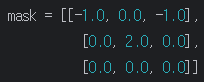 mask = [[-1.0, 0.0, -1.0],
        [0.0, 2.0, 0.0],
        [0.0, 0.0, 0.0]]